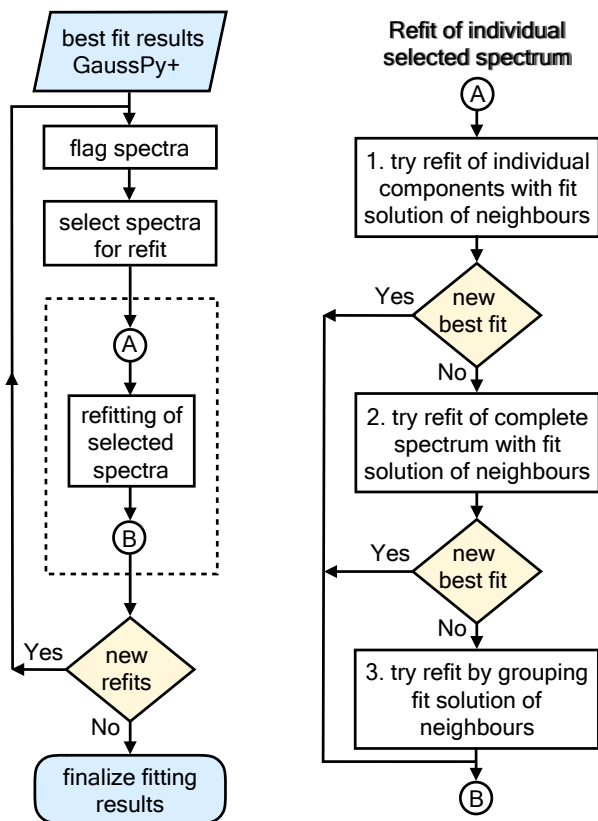 best fit results
GaussPy+
flag spectra
select spectra
for refit
A
refitting of
selected
spectra
B
Yes
new
refits
No
finalize fitting
results
Refit of individual
selected spectrum
A
1. try refit of individual
components with fit
solution of neighbours
Yes
new
best fit
No
2. try refit of complete
spectrum with fit
solution of neighbours
Yes
new
best fit
No
3. try refit by grouping
fit solution of
neighbours
B